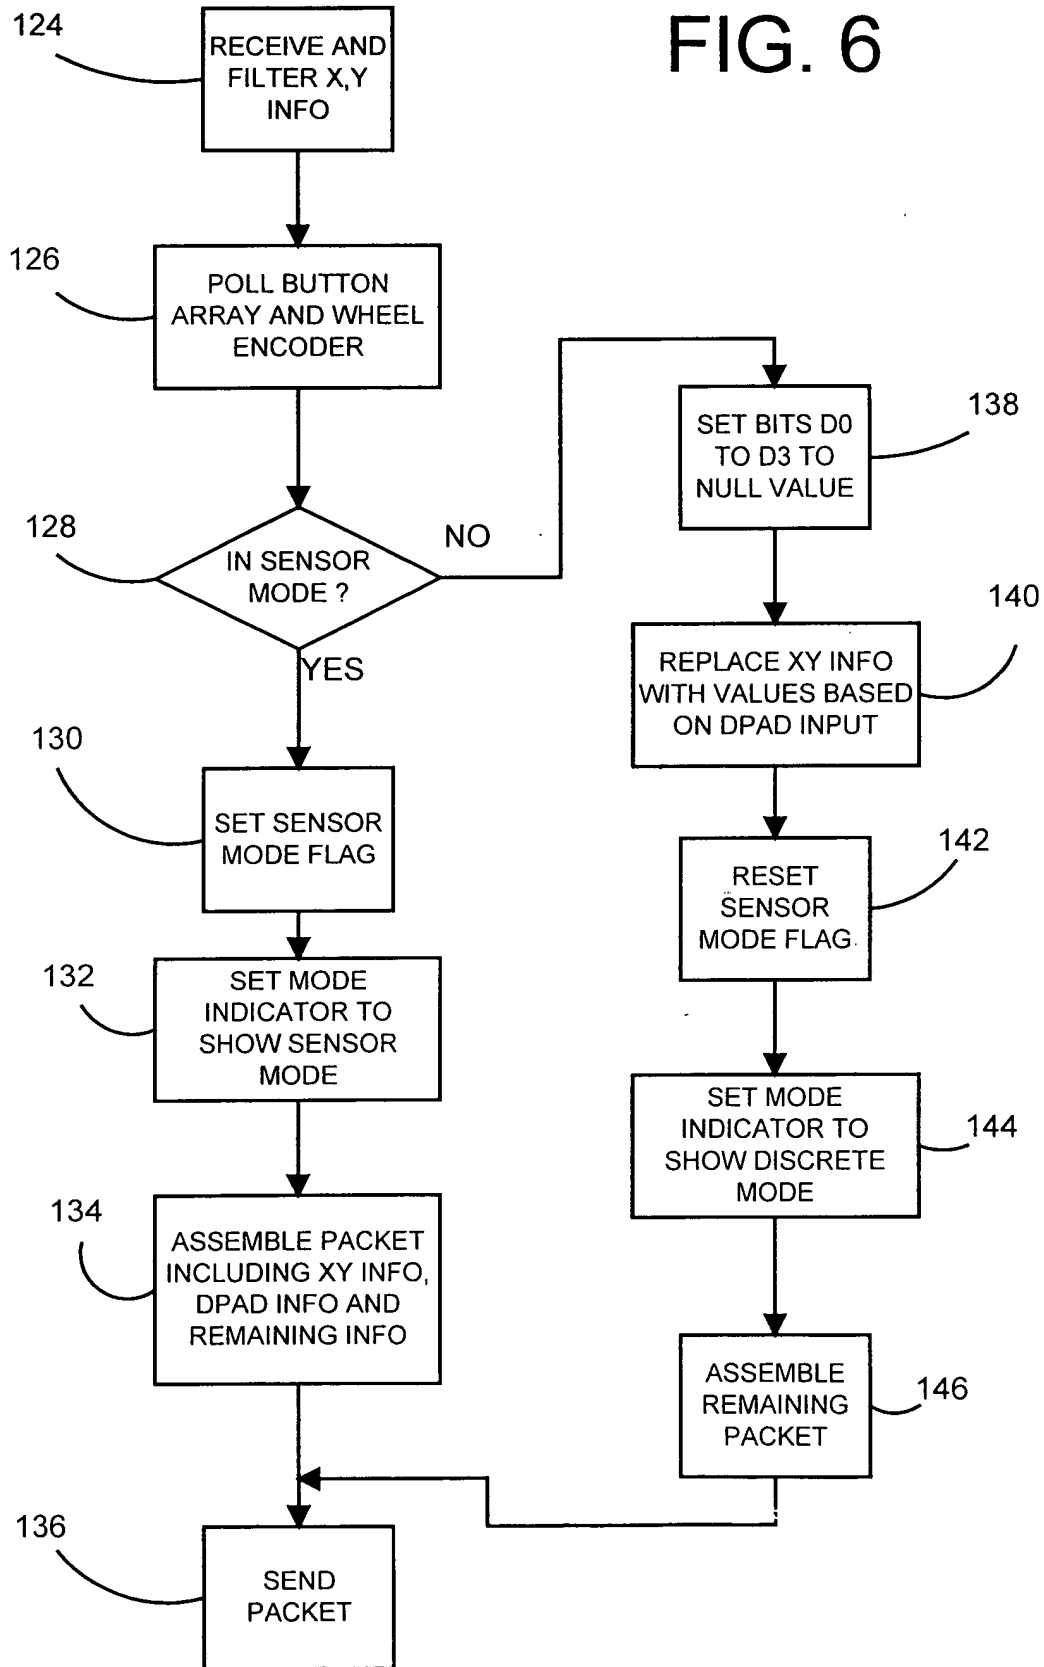 FIG. 6
124
RECEIVE AND
FILTER X,Y
INFO
126
POLL BUTTON
ARRAY AND WHEEL
ENCODER
128
IN SENSOR
MODE ?
NO
YES
130
SET SENSOR
MODE FLAG
132
SET MODE
INDICATOR TO
SHOW SENSOR
MODE
134
ASSEMBLE PACKET
INCLUDING XY INFO,
DPAD INFO AND
REMAINING INFO
136
SEND
PACKET
138
SET BITS D0
TO D3 TO
NULL VALUE
140
REPLACE XY INFO
WITH VALUES BASED
ON DPAD INPUT
142
RESET
SENSOR
MODE FLAG
144
SET MODE
INDICATOR TO
SHOW DISCRETE
MODE
146
ASSEMBLE
REMAINING
PACKET